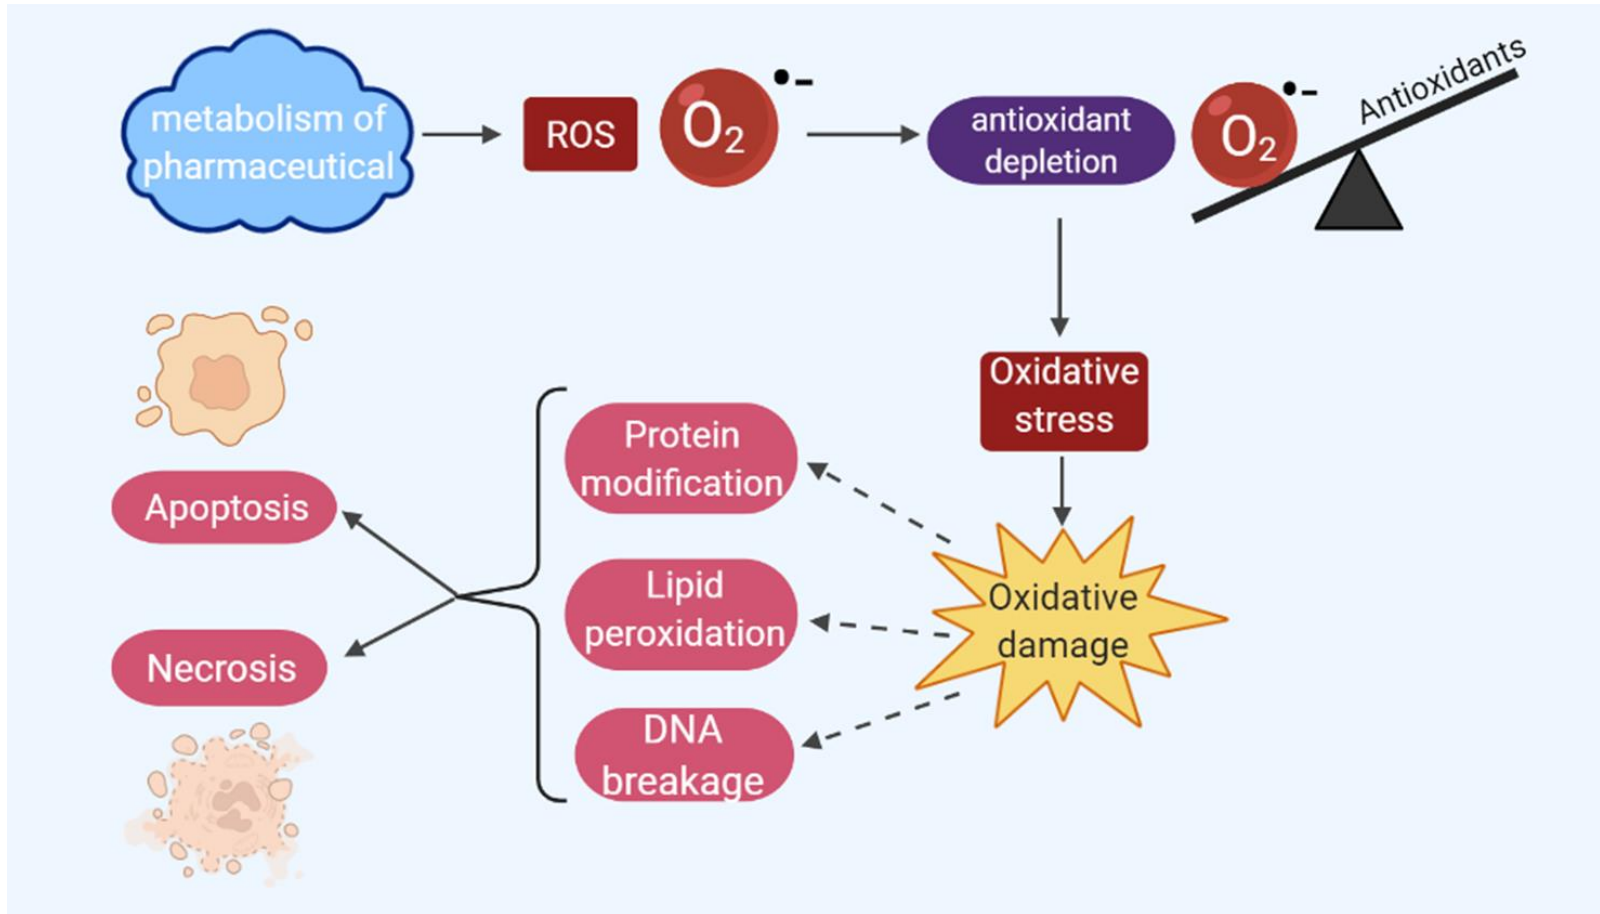 metabolism of
pharmaceutical
ROS
O₂
•-
antioxidant
depletion
O₂
•-
Antioxidants
Oxidative
stress
Oxidative
damage
Protein
modification
Lipid
peroxidation
DNA
breakage
Apoptosis
Necrosis